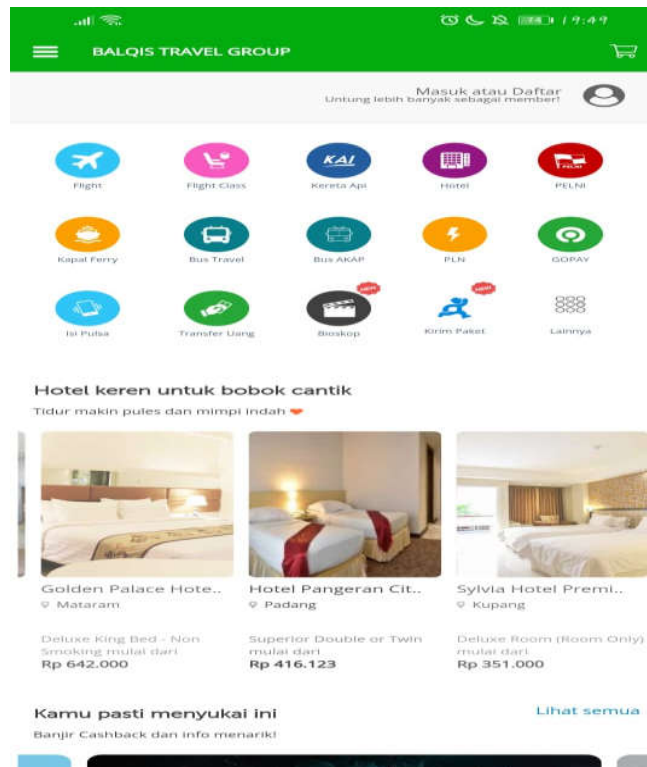 19:49
BALQIS TRAVEL GROUP
Masuk atau Daftar
Untung lebih banyak sebagai member!
Flight
Flight Class
KAI
Kereta Api
Hotel
PELNI
PELNI
Kapal Ferry
Bus Travel
Bus AKAP
PLN
GOPAY
NEW
NEW
Isi Pulsa
Transfer Uang
Bioskop
Kirim Paket
Lainnya
Hotel keren untuk bobok cantik
Tidur makin pules dan mimpi indah
Golden Palace Hote..
Mataram
Deluxe King Bed - Non
Smoking mulai dari
Rp 642.000
Hotel Pangeran Cit..
Padang
Superior Double or Twin
mulai dari
Rp 416.123
Sylvia Hotel Premi..
Kupang
Deluxe Room (Room Only)
mulai dari
Rp 351.000
Kamu pasti menyukai ini
Lihat semua
Banjir Cashback dan info menarik!